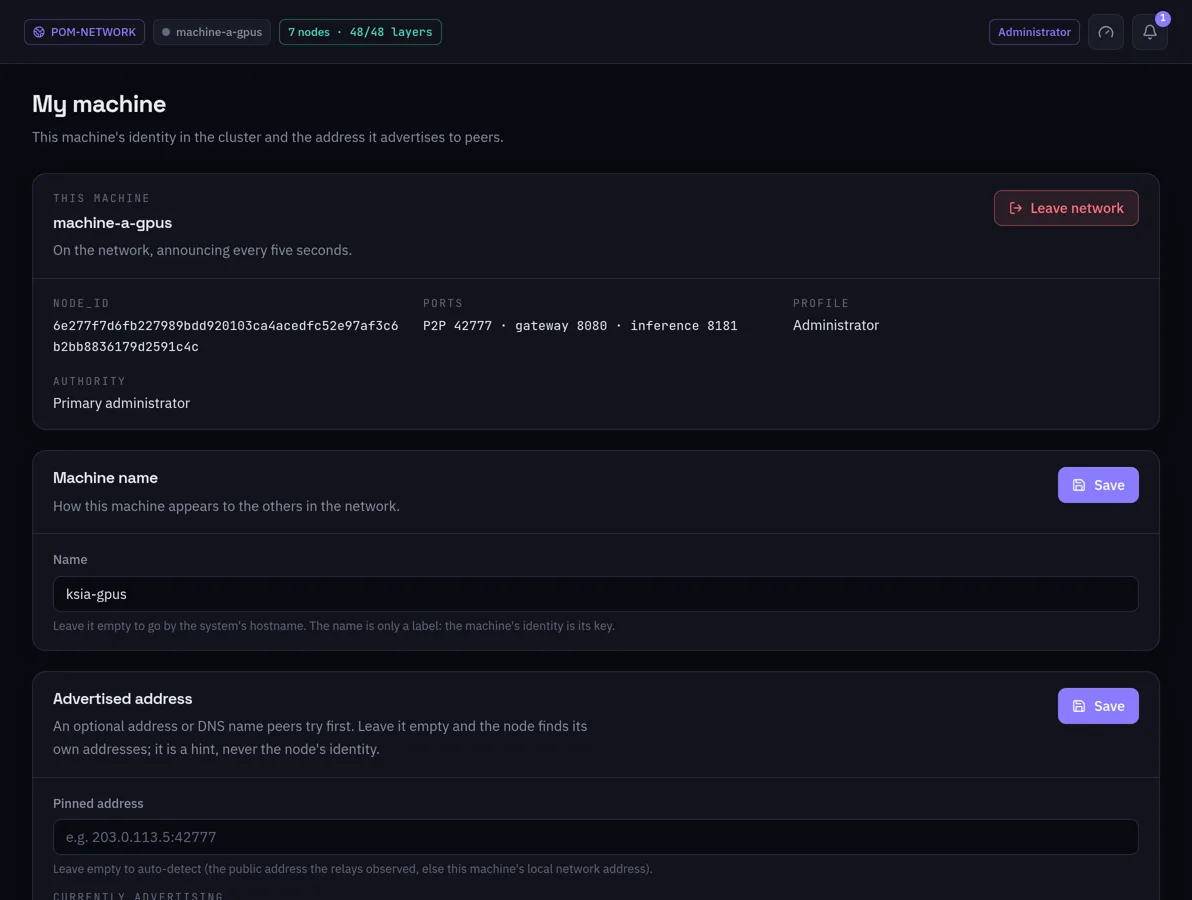 POM-NETWORK
machine-a-gpus
7 nodes · 48/48 layers
Administrator
1
My machine
This machine's identity in the cluster and the address it advertises to peers.
THIS MACHINE
machine-a-gpus
On the network, announcing every five seconds.
Leave network
NODE_ID
6e277f7d6fb227989bdd920103ca4acedfc52e97af3c6
b2bb8836179d2591c4c
PORTS
P2P 42777 · gateway 8080 · inference 8181
PROFILE
Administrator
AUTHORITY
Primary administrator
Machine name
How this machine appears to the others in the network.
Save
Name
ksia-gpus
Leave it empty to go by the system's hostname. The name is only a label: the machine's identity is its key.
Advertised address
An optional address or DNS name peers try first. Leave it empty and the node finds its
own addresses; it is a hint, never the node's identity.
Save
Pinned address
e.g. 203.0.113.5:42777
Leave empty to auto-detect (the public address the relays observed, else this machine's local network address).
CURRENTLY ADVERTISING